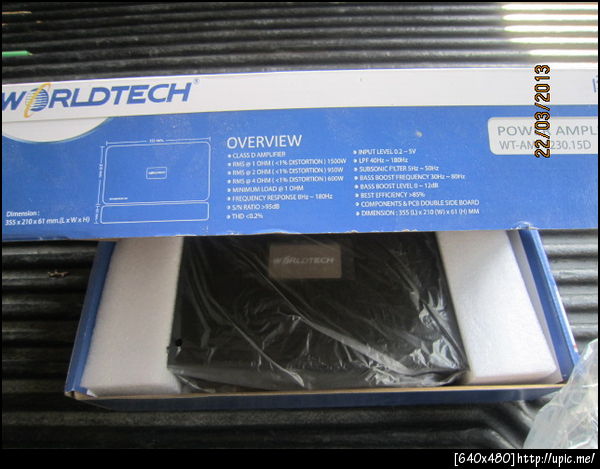 WORLDTECH®
355 mm.
WORLDTECH
Dimension :
355 x 210 x 61 mm.(L x W x H)
OVERVIEW
• CLASS D AMPLIFIER
• RMS @ 1 OHM ( <1% DISTORTION ) 1500W
• RMS @ 2 OHM ( <1% DISTORTION ) 950W
• RMS @ 4 OHM ( <1% DISTORTION ) 600W
• MINIMUM LOAD @ 1 OHM
• FREQUENCY RESPONSE 8Hz ~ 180Hz
• S/N RATIO >95dB
• THD <0.2%
• INPUT LEVEL 0.2 ~ 5V
• LPF 40Hz ~ 180Hz
• SUBSONIC FILTER 5Hz ~ 50Hz
• BASS BOOST FREQUENCY 30Hz ~ 80Hz
• BASS BOOST LEVEL 0 ~ 12dB
• BEST EFFICIENCY >85%
• COMPONENTS & PCB DOUBLE SIDE BOARD
• DIMENSION : 355 (L) x 210 (W) x 61 (H) MM
POWER AMPL
WT-AM 230.15D
22/03/2013
WORLDTECH
[640x480]http://upic.me/